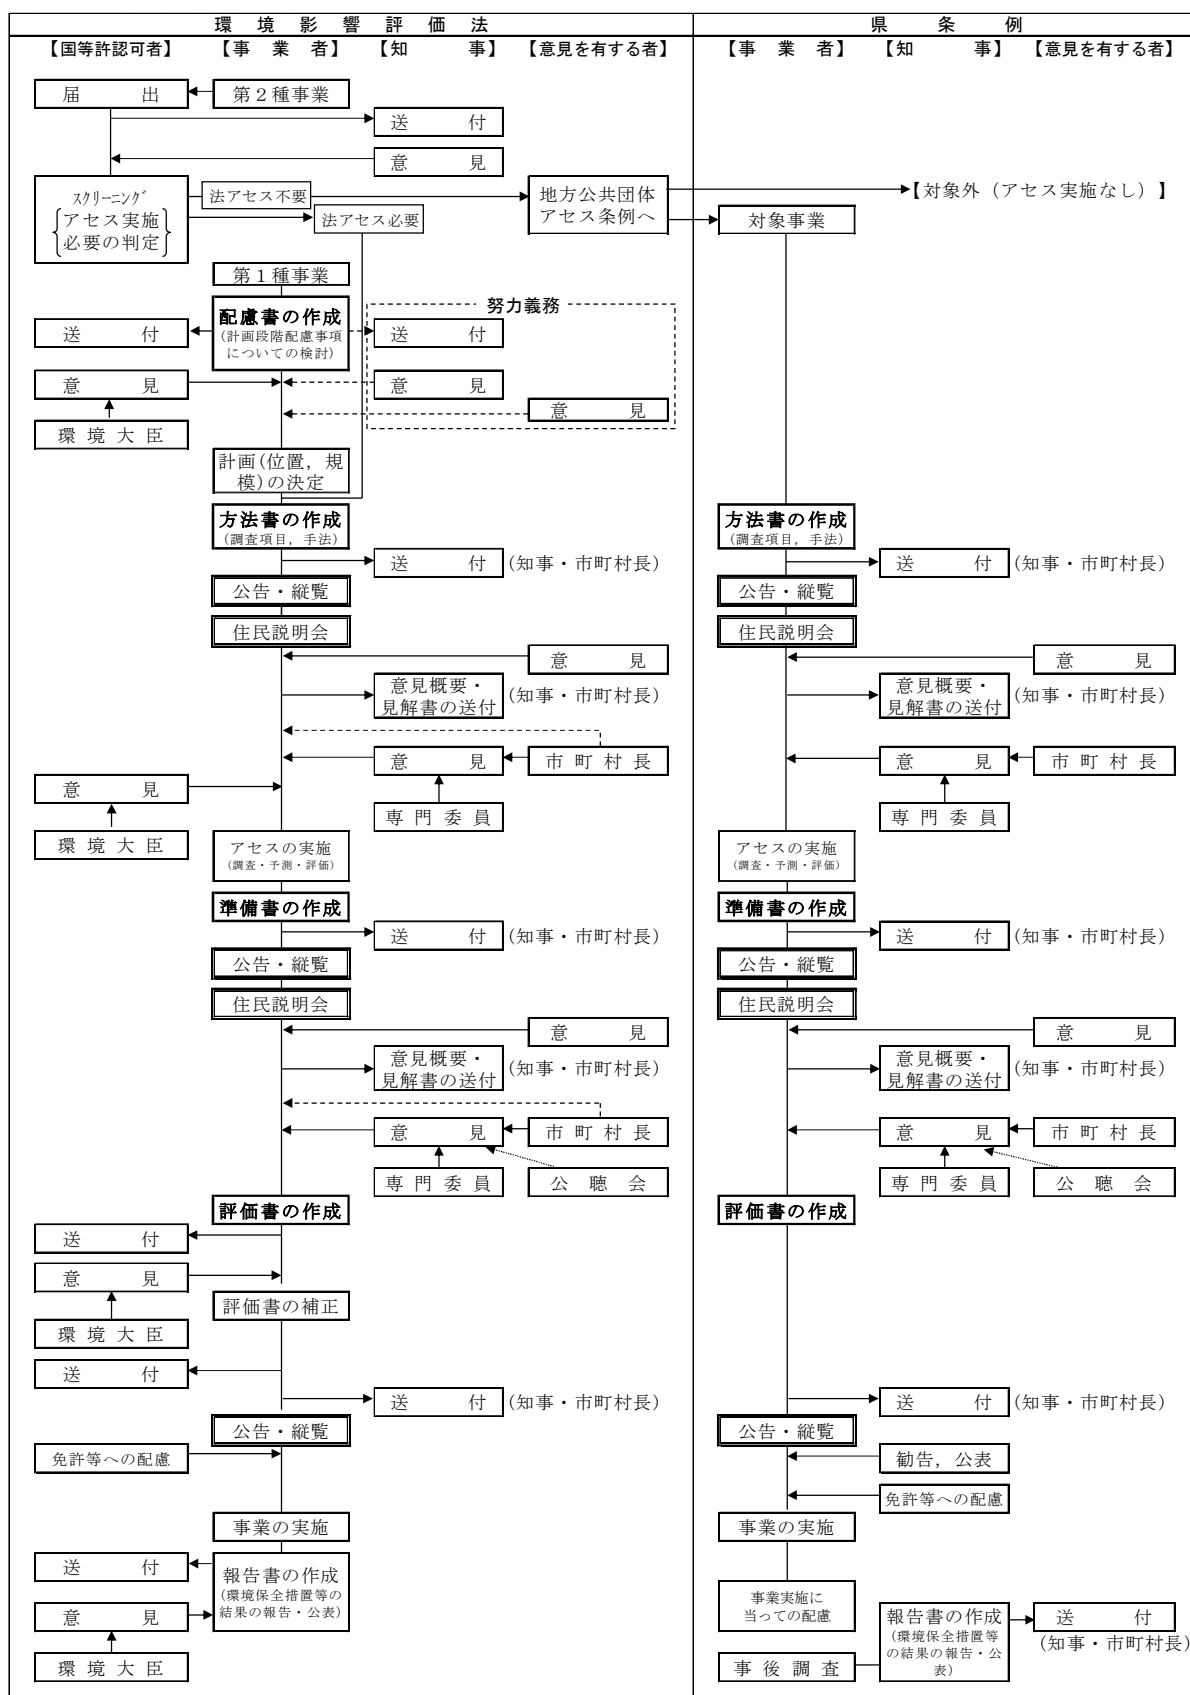 環境影響評価法
県条例
【国等許認可者】 【事業者】 【知事】 【意見を有する者】 【事業者】 【知事】 【意見を有する者】
届出 第２種事業
送付
意見
スクリーニング
アセス実施
必要の判定
法アセス不要
法アセス必要
地方公共団体
アセス条例へ
【対象外（アセス実施なし）】
対象事業
第１種事業
努力義務
配慮書の作成
(計画段階配慮事項
についての検討)
送付 送付
意見 意見
意見
環境大臣
計画(位置，規
模)の決定
方法書の作成 方法書の作成
(調査項目，手法) (調査項目，手法)
送付 (知事・市町村長) 送付 (知事・市町村長)
公告・縦覧 公告・縦覧
住民説明会 住民説明会
意見 意見
意見概要・ 意見概要・
見解書の送付 (知事・市町村長) 見解書の送付 (知事・市町村長)
意見 市町村長 意見 市町村長
意見
専門委員 専門委員
環境大臣
アセスの実施 アセスの実施
(調査・予測・評価) (調査・予測・評価)
準備書の作成 準備書の作成
送付 (知事・市町村長) 送付 (知事・市町村長)
公告・縦覧 公告・縦覧
住民説明会 住民説明会
意見 意見
意見概要・ 意見概要・
見解書の送付 (知事・市町村長) 見解書の送付 (知事・市町村長)
意見 市町村長 意見 市町村長
専門委員 公聴会 専門委員 公聴会
評価書の作成 評価書の作成
送付
意見
評価書の補正
環境大臣
送付
送付 (知事・市町村長) 送付 (知事・市町村長)
公告・縦覧 公告・縦覧
免許等への配慮 勧告，公表
免許等への配慮
事業の実施 事業の実施
送付
報告書の作成
(環境保全措置等の
結果の報告・公表)
意見
環境大臣
事業実施に
当っての配慮
報告書の作成
(環境保全措置等
の結果の報告・公
表)
送付
(知事・市町村長)
事後調査